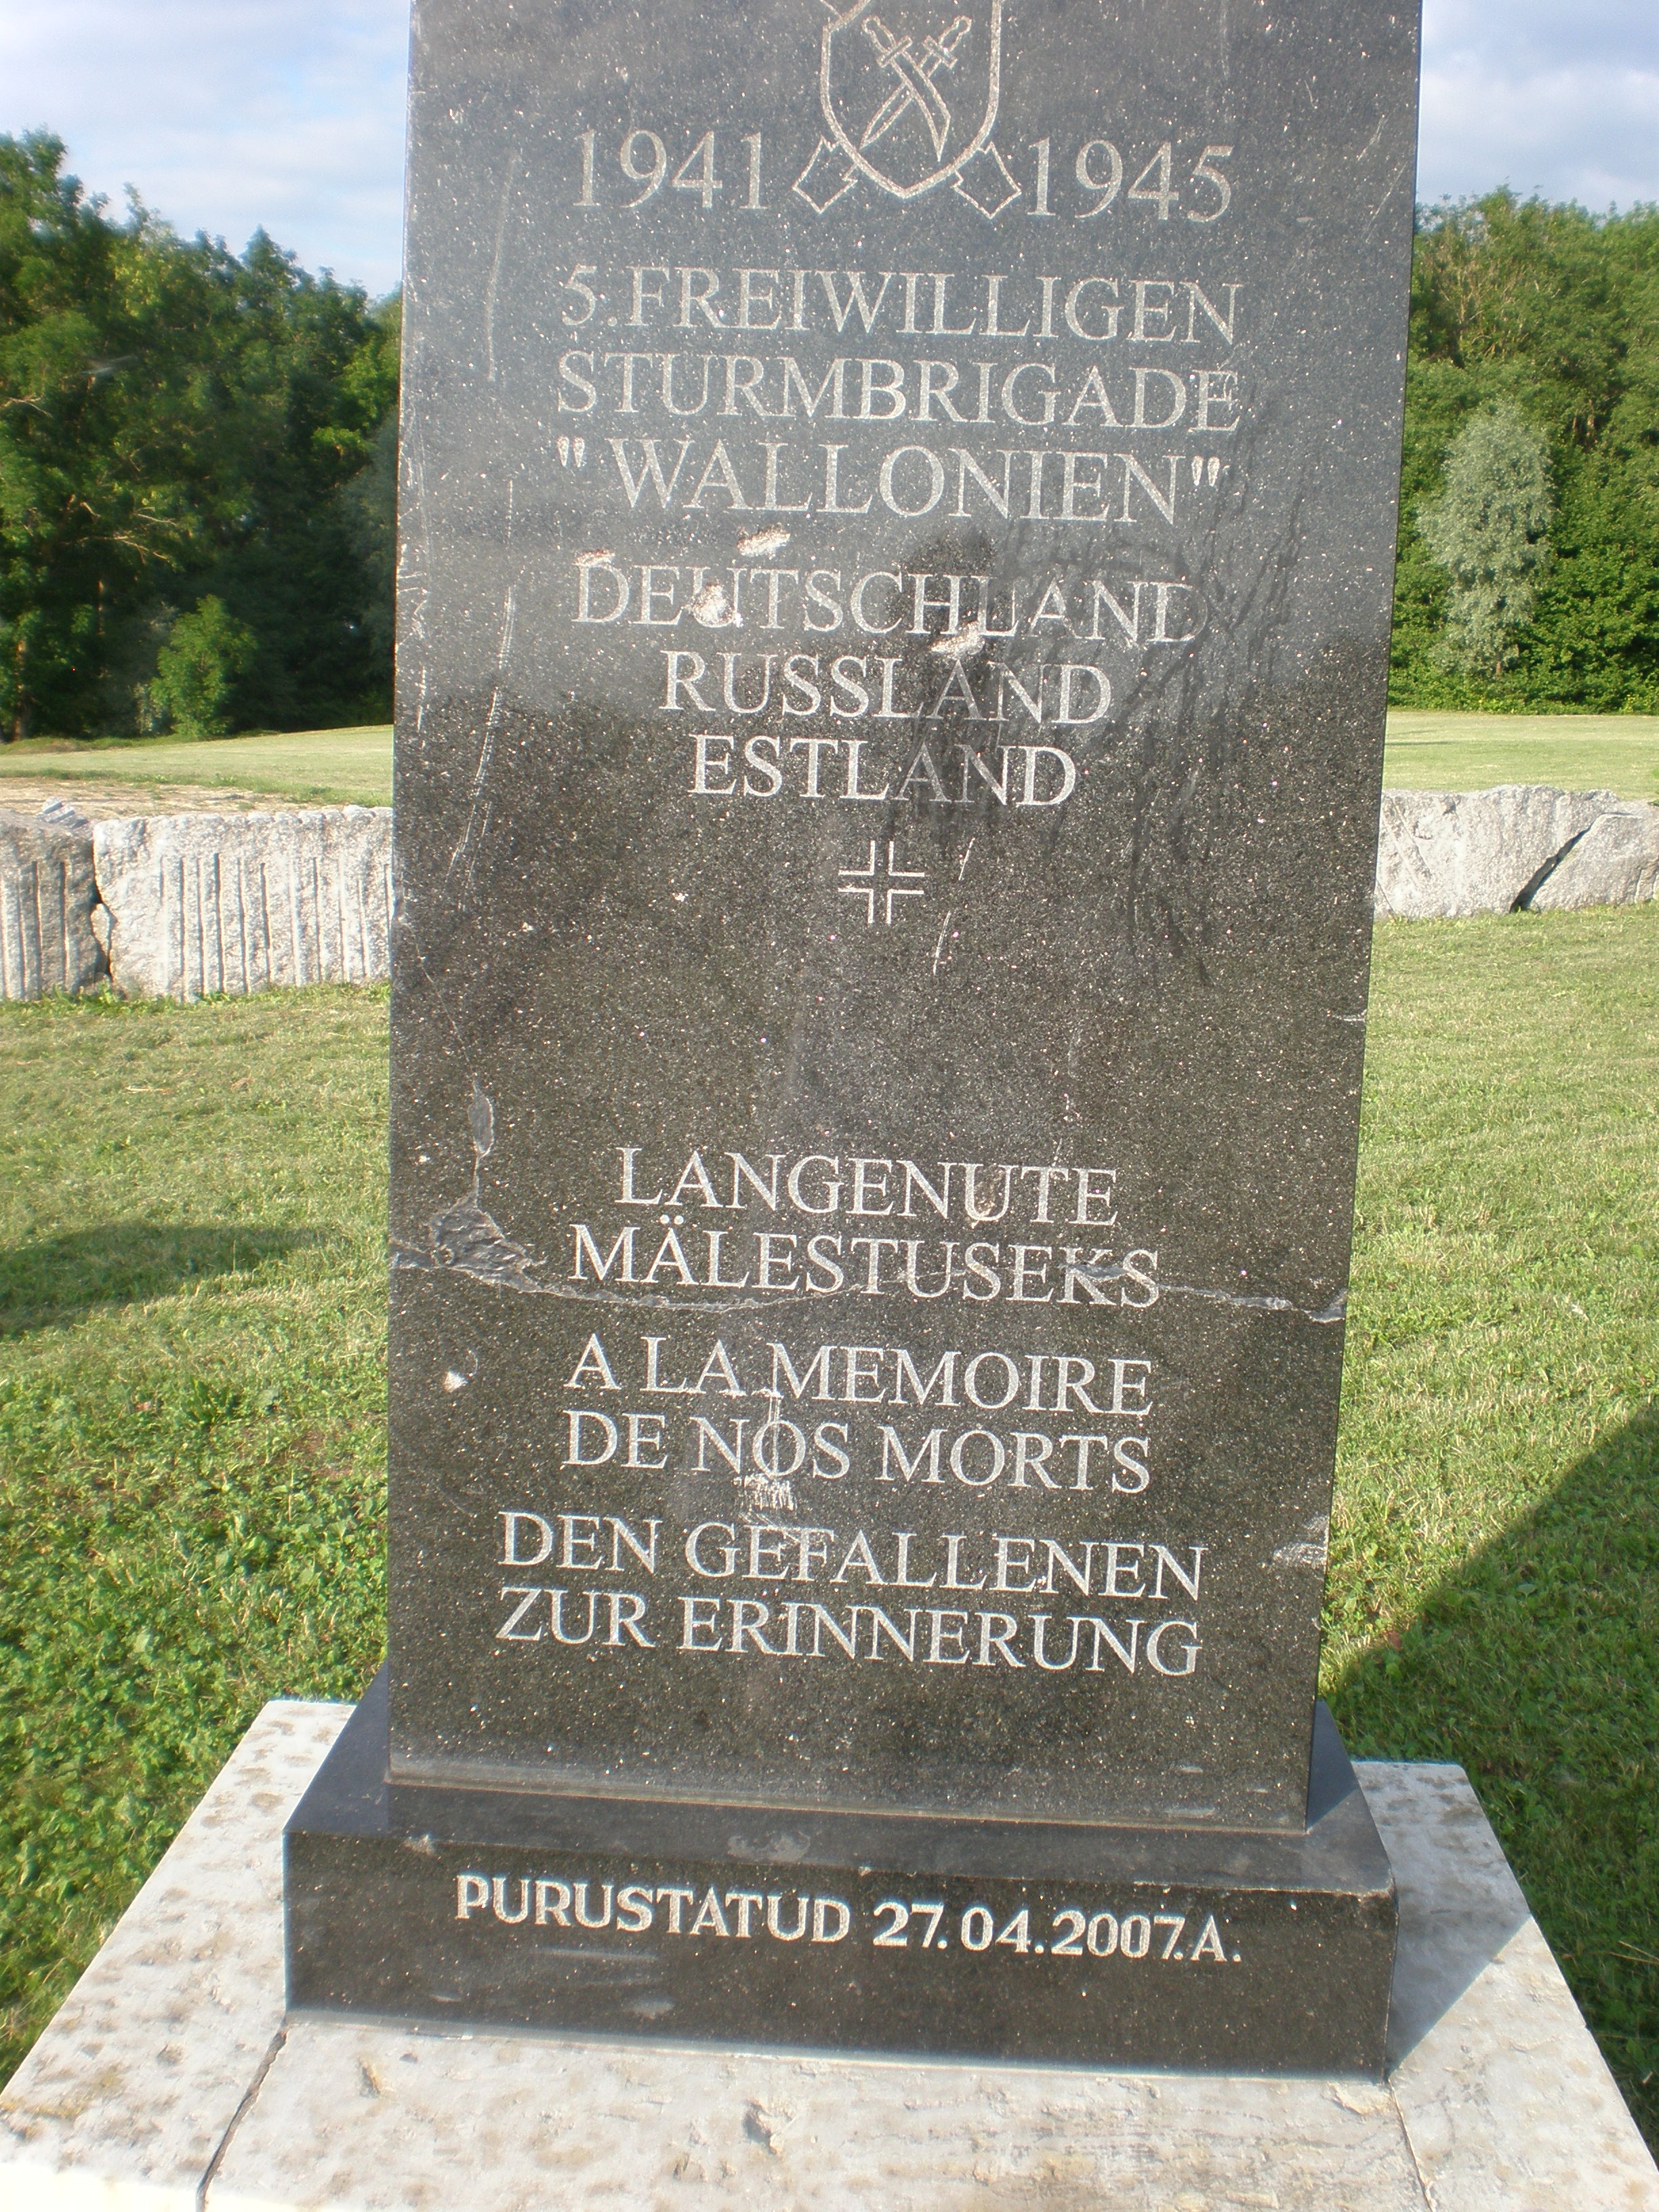 1941 1945
5.FREIWILLIGEN
STURMBRIGADE
"WALLONIEN"
DEUTSCHLAND
RUSSLAND
ESTLAND
LANGENUTE
MÄLESTUSEKS
A LA MEMOIRE
DE NOS MORTS
DEN GEFALLENEN
ZUR ERINNERUNG
PURUSTATUD 27.04.2007.A.